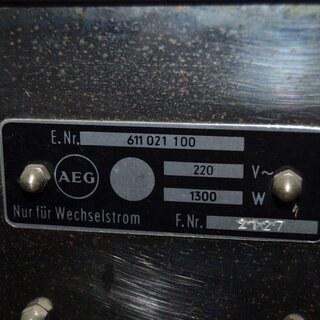 E.Nr. 611 021 100
AEG 220 V~
1300 W
Nur für Wechselstrom F.Nr. 2127